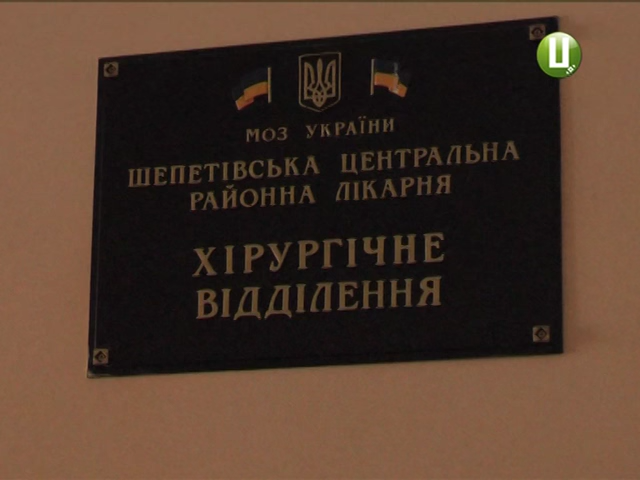 Ц
МОЗ УКРАЇНИ
ШЕПЕТІВСЬКА ЦЕНТРАЛЬНА
РАЙОННА ЛІКАРНЯ
ХІРУРГІЧНЕ
ВІДДІЛЕННЯ